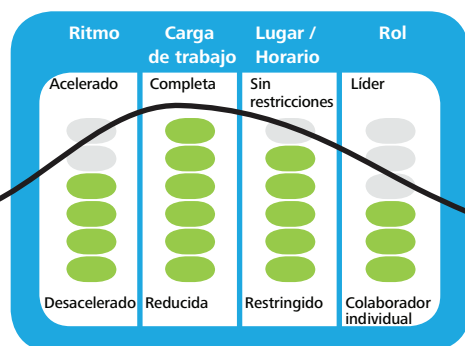 Ritmo
Carga
de trabajo
Lugar /
Horario
Rol
Acelerado
Completa
Sin
restricciones
Líder
Desacelerado
Reducida
Restringido
Colaborador
individual